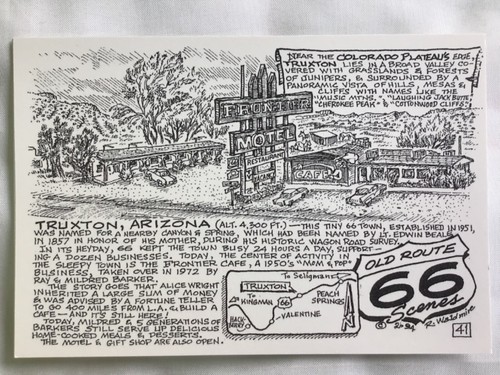 NEAR THE COLORADO PLATEAU'S EDGE,
TRUXTON LIES IN A BROAD VALLEY CO-
VERED WITH GRASSLANDS & FORESTS
OF JUNIPERS, & SURROUNDED BY A
PANORAMIC VISTA OF HILLS, MESAS &
CLIFFS WITH NAMES LIKE THE
"MUSIC MTNS.", "LAUGHING JACK BUTTE",
"CHEROKEE PEAK" & "COTTONWOOD CLIFFS".
FRONTIER
MOTEL
RESTAURANT
CAFE
TRUXTON, ARIZONA (ALT. 4,300 FT.) — THIS TINY 66 TOWN, ESTABLISHED IN 1951,
WAS NAMED FOR A NEARBY CANYON & SPRING, WHICH HAD BEEN NAMED BY LT. EDWIN BEALE
IN 1857 IN HONOR OF HIS MOTHER, DURING HIS HISTORIC WAGON ROAD SURVEY.
IN ITS HEYDAY, 66 KEPT THE TOWN BUSY 24 HOURS A DAY, SUPPORT-
ING A DOZEN BUSINESSES. TODAY, THE CENTER OF ACTIVITY IN
THE SLEEPY TOWN IS THE FRONTIER CAFE, A 1950'S "M&M & POP"
BUSINESS, TAKEN OVER IN 1972 BY
RAY & MILDRED BARKER.
THE STORY GOES THAT ALICE WRIGHT
INHERITED A LARGE SUM OF MONEY
& WAS ADVISED BY A FORTUNE TELLER
TO GO 400 MILES FROM L.A. & BUILD A
CAFE — AND IT'S STILL HERE!
TODAY, MILDRED & 5 GENERATIONS OF
BARKERS STILL SERVE UP DELICIOUS
HOME-COOKED MEALS & DESSERTS.
THE MOTEL & GIFT SHOP ARE ALSO OPEN.
To Seligman
TRUXTON
To KINGMAN
66
PEACH
SPRINGS
VALENTINE
HACK-
BERRY
OLD ROUTE
66
Scenes
©
R. Waldmire
41